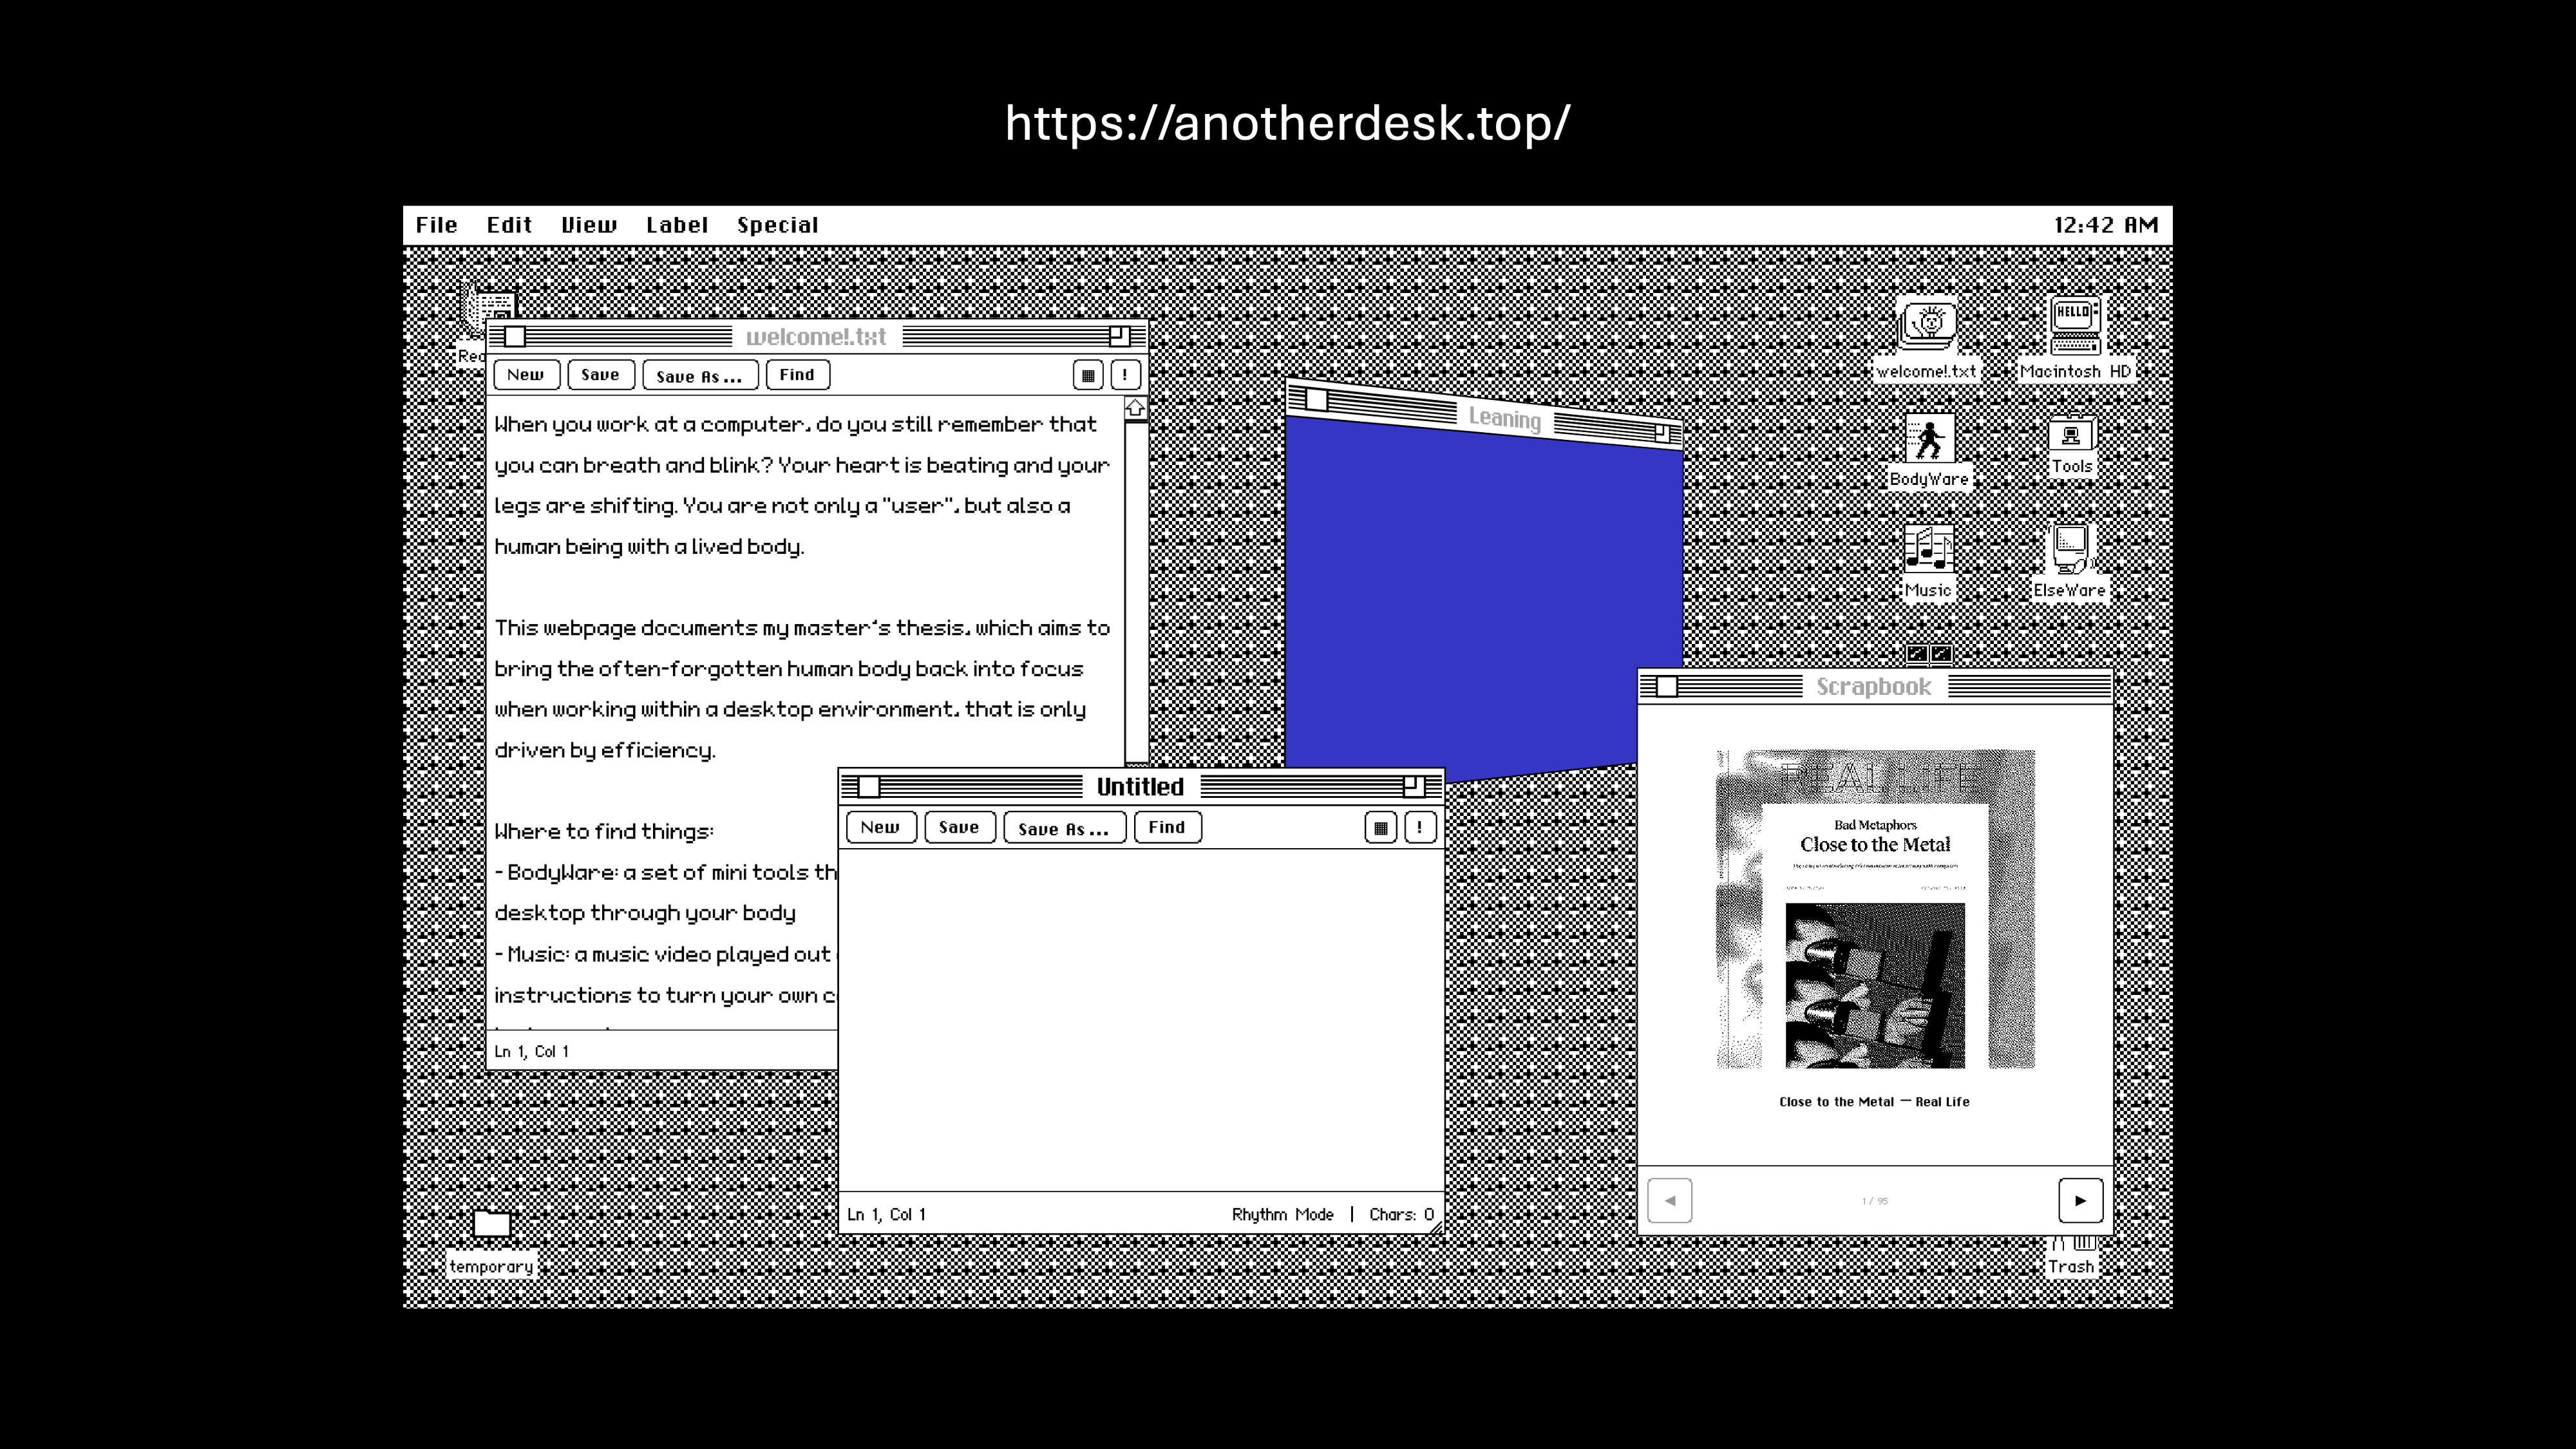 https://anotherdesk.top/
File Edit View Label Special 12:42 AM
welcome!.txt
New Save Save As... Find !
When you work at a computer, do you still remember that
you can breath and blink? Your heart is beating and your
legs are shifting. You are not only a "user", but also a
human being with a lived body.
This webpage documents my master's thesis, which aims to
bring the often-forgotten human body back into focus
when working within a desktop environment, that is only
driven by efficiency.
Where to find things:
- BodyWare: a set of mini tools th
desktop through your body
- Music: a music video played out
instructions to turn your own c
Ln 1, Col 1
Leaning
Untitled
New Save Save As... Find !
Ln 1, Col 1 Rhythm Mode | Chars: 0
welcome!.txt
Macintosh HD
BodyWare
Tools
Music
ElseWare
Scrapbook
REAL LIFE
Bad Metaphors
Close to the Metal
Close to the Metal — Real Life
1 / 95
temporary
Trash